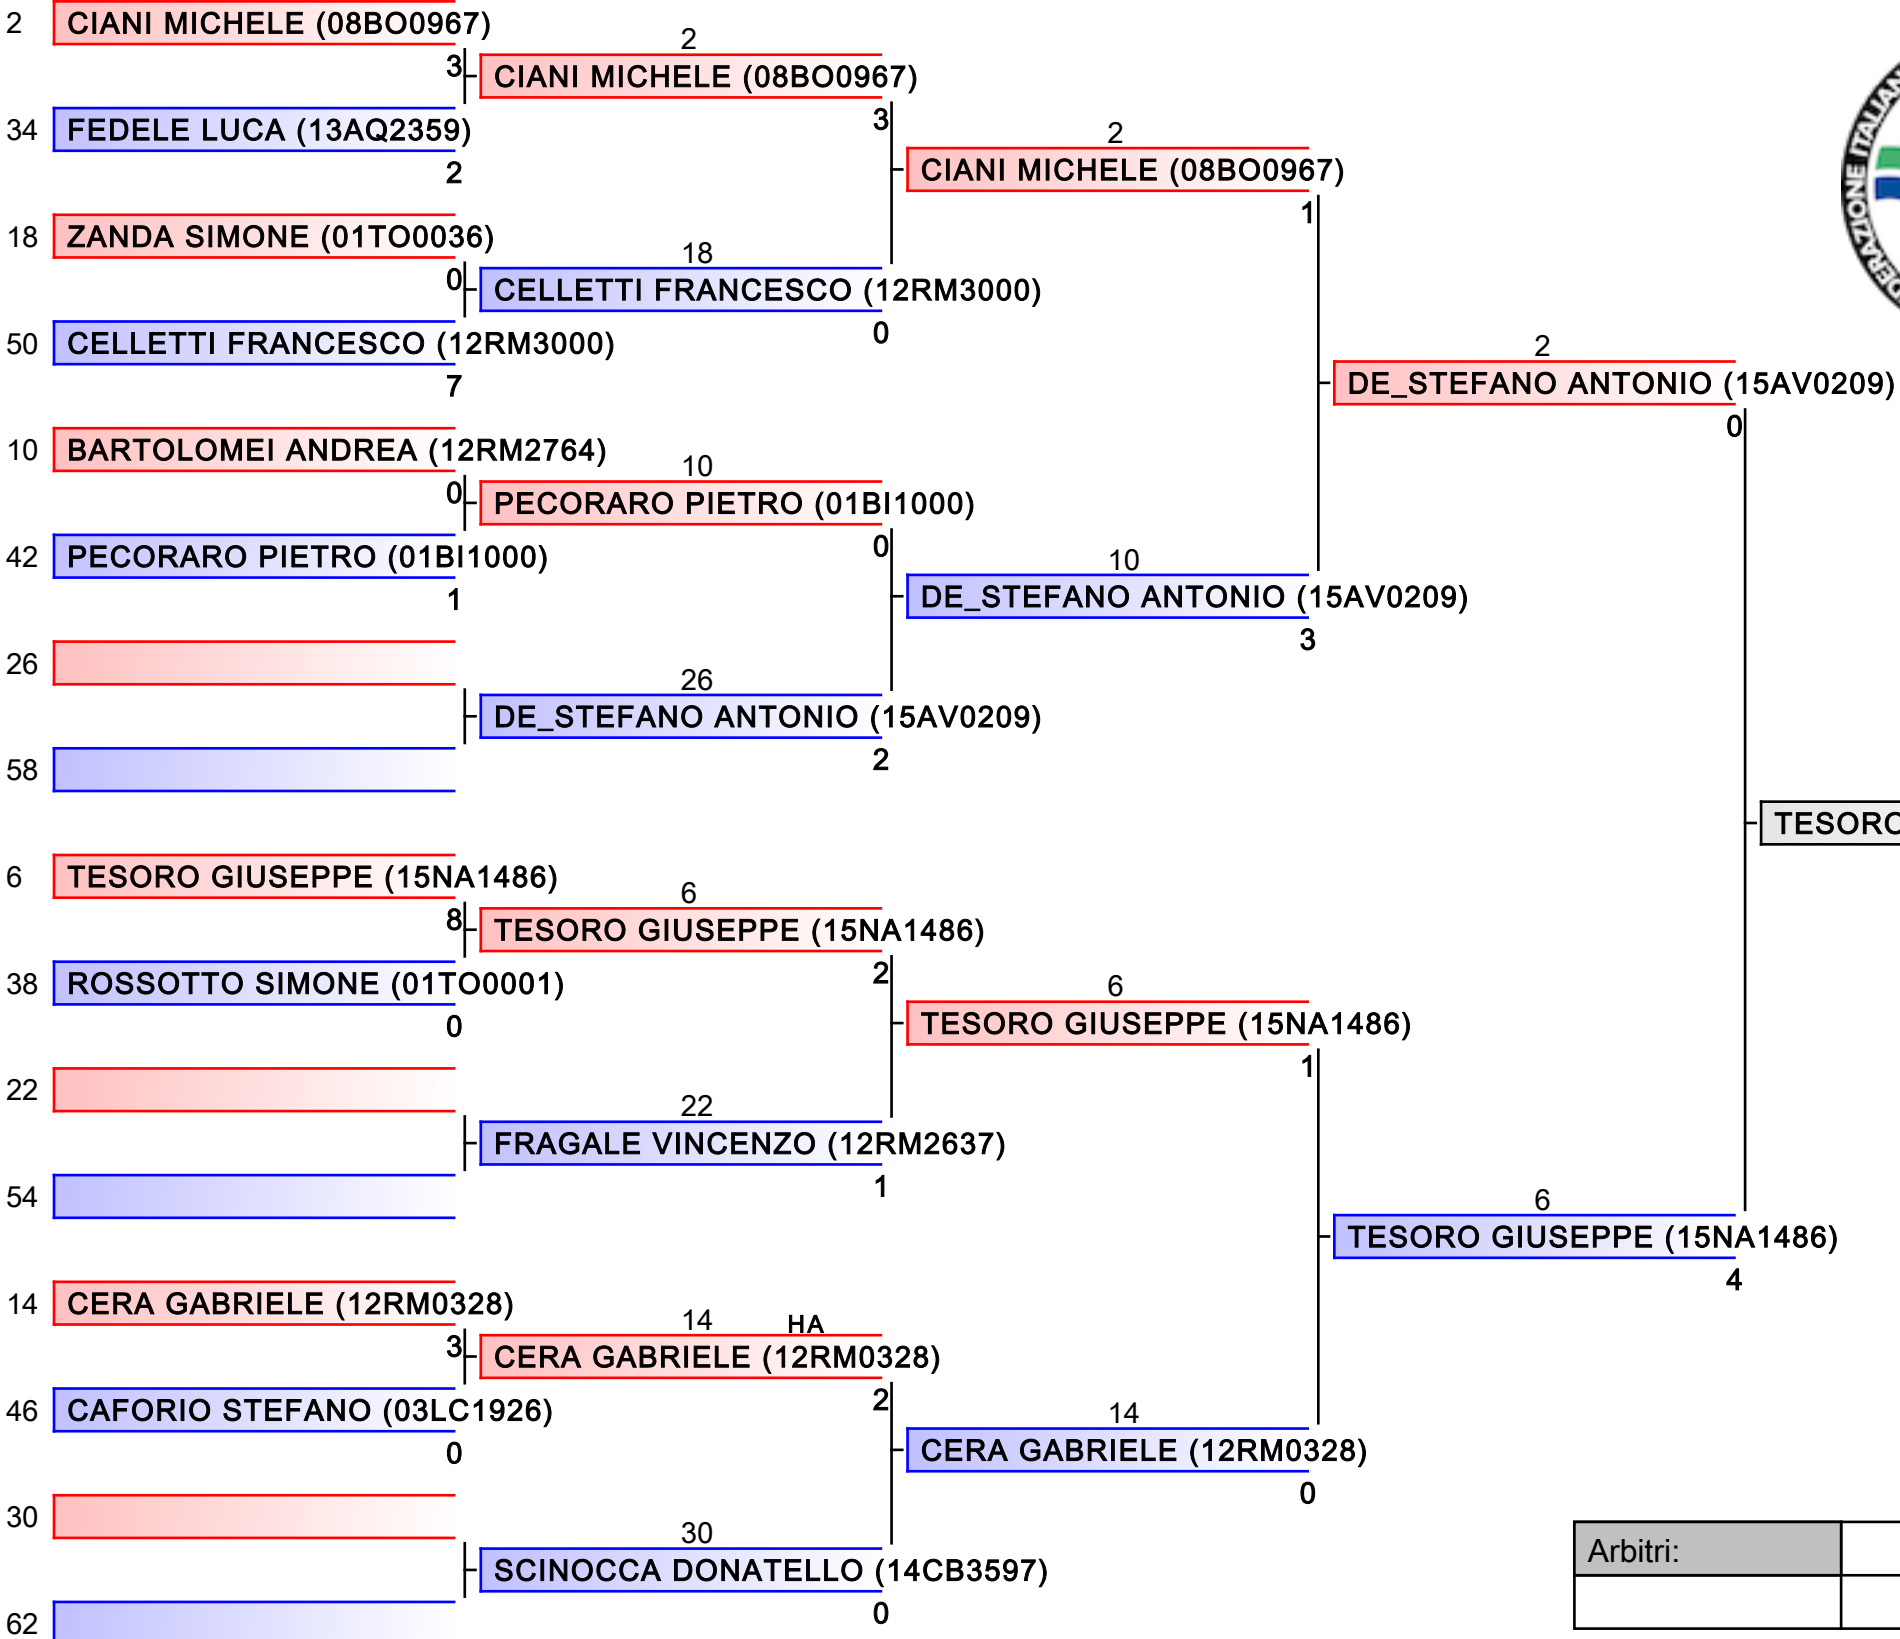 2 CIANI MICHELE (08BO0967)
3
34 FEDELE LUCA (13AQ2359)
2
18 ZANDA SIMONE (01TO0036)
0
50 CELLETTI FRANCESCO (12RM3000)
7
10 BARTOLOMEI ANDREA (12RM2764)
0
42 PECORARO PIETRO (01BI1000)
1
26
58
6 TESORO GIUSEPPE (15NA1486)
8
38 ROSSOTTO SIMONE (01TO0001)
0
22
54
14 CERA GABRIELE (12RM0328)
3
46 CAFORIO STEFANO (03LC1926)
0
30
62
2
CIANI MICHELE (08BO0967)
3
18
CELLETTI FRANCESCO (12RM3000)
0
10
PECORARO PIETRO (01BI1000)
0
26
DE_STEFANO ANTONIO (15AV0209)
2
6
TESORO GIUSEPPE (15NA1486)
2
22
FRAGALE VINCENZO (12RM2637)
1
14 HA
CERA GABRIELE (12RM0328)
2
30
SCINOCCA DONATELLO (14CB3597)
0
2
CIANI MICHELE (08BO0967)
1
10
DE_STEFANO ANTONIO (15AV0209)
3
6
TESORO GIUSEPPE (15NA1486)
1
14
CERA GABRIELE (12RM0328)
0
2
DE_STEFANO ANTONIO (15AV0209)
0
6
TESORO GIUSEPPE (15NA1486)
4
TESORO
Arbitri: